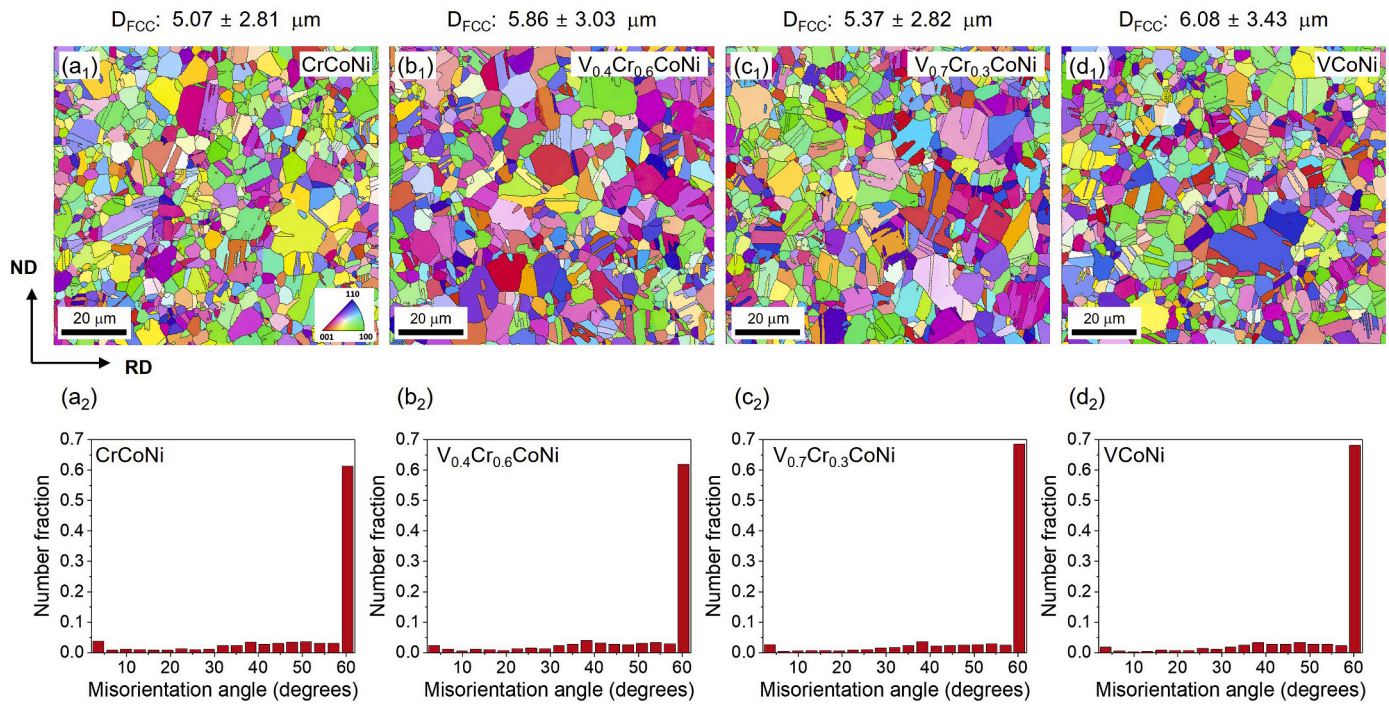 D_FCC: 5.07 ± 2.81 μm
D_FCC: 5.86 ± 3.03 μm
D_FCC: 5.37 ± 2.82 μm
D_FCC: 6.08 ± 3.43 μm
(a₁) CrCoNi
(b₁) V₀.₄Cr₀.₆CoNi
(c₁) V₀.₇Cr₀.₃CoNi
(d₁) VCoNi
ND
RD
20 μm
110
001 100
20 μm
20 μm
20 μm
(a₂)
CrCoNi
Number fraction
0.7
0.6
0.5
0.4
0.3
0.2
0.1
0.0
10 20 30 40 50 60
Misorientation angle (degrees)
(b₂)
V₀.₄Cr₀.₆CoNi
Number fraction
0.7
0.6
0.5
0.4
0.3
0.2
0.1
0.0
10 20 30 40 50 60
Misorientation angle (degrees)
(c₂)
V₀.₇Cr₀.₃CoNi
Number fraction
0.7
0.6
0.5
0.4
0.3
0.2
0.1
0.0
10 20 30 40 50 60
Misorientation angle (degrees)
(d₂)
VCoNi
Number fraction
0.7
0.6
0.5
0.4
0.3
0.2
0.1
0.0
10 20 30 40 50 60
Misorientation angle (degrees)